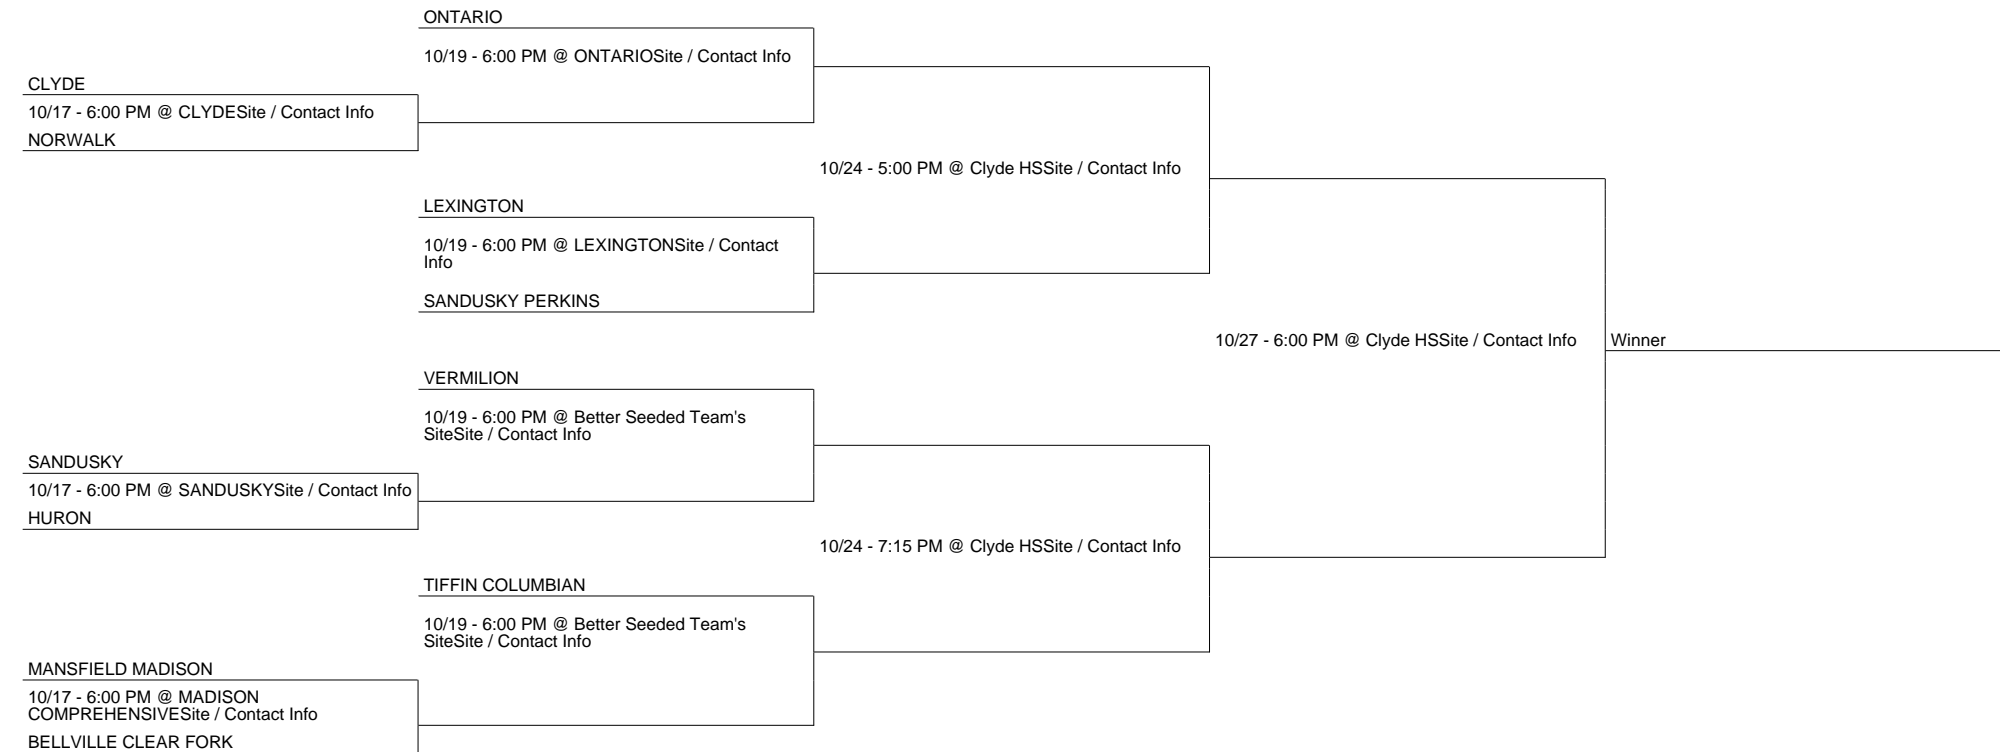 ONTARIO
10/19 - 6:00 PM @ ONTARIOSite / Contact Info
CLYDE
10/17 - 6:00 PM @ CLYDESite / Contact Info
NORWALK
10/24 - 5:00 PM @ Clyde HSSite / Contact Info
LEXINGTON
10/19 - 6:00 PM @ LEXINGTONSite / Contact
Info
SANDUSKY PERKINS
10/27 - 6:00 PM @ Clyde HSSite / Contact Info
Winner
VERMILION
10/19 - 6:00 PM @ Better Seeded Team's
SiteSite / Contact Info
SANDUSKY
10/17 - 6:00 PM @ SANDUSKYSite / Contact Info
HURON
10/24 - 7:15 PM @ Clyde HSSite / Contact Info
TIFFIN COLUMBIAN
10/19 - 6:00 PM @ Better Seeded Team's
SiteSite / Contact Info
MANSFIELD MADISON
10/17 - 6:00 PM @ MADISON
COMPREHENSIVESite / Contact Info
BELLVILLE CLEAR FORK